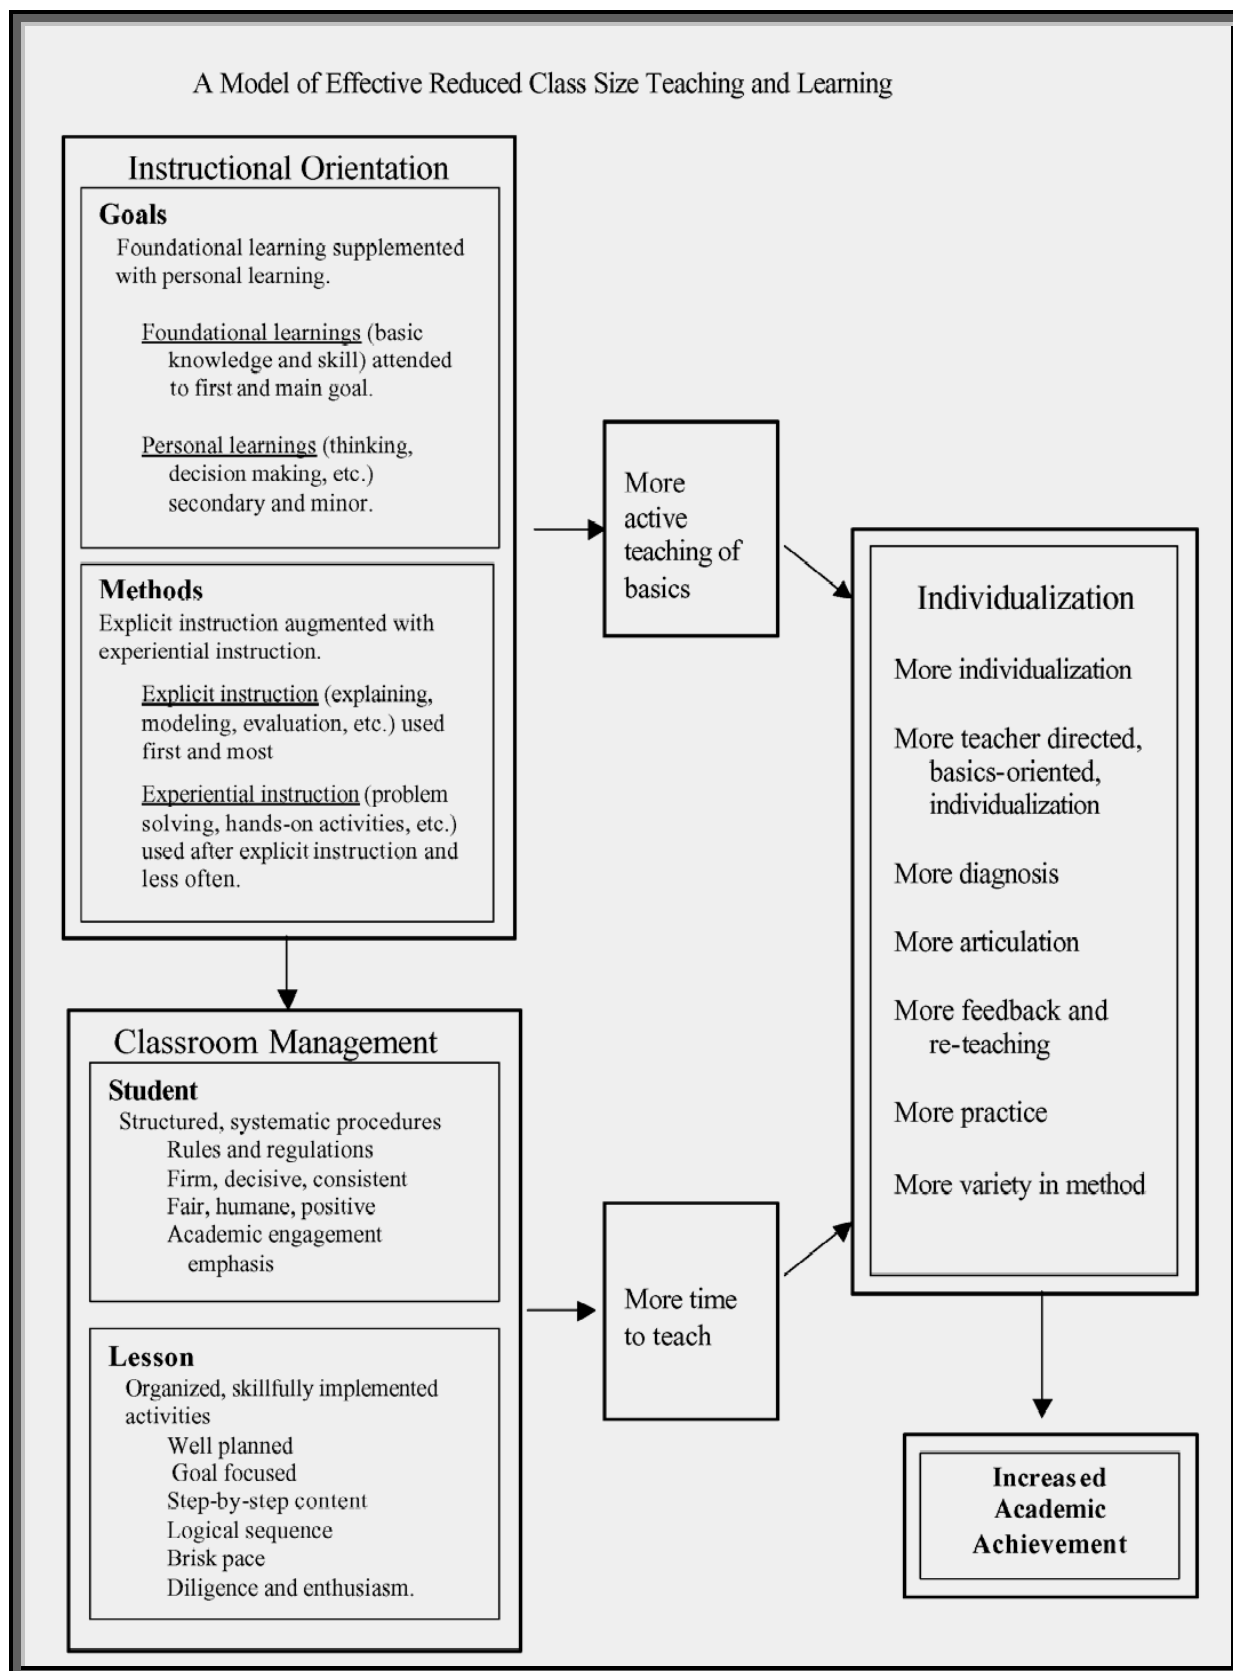 A Model of Effective Reduced Class Size Teaching and Learning
Instructional Orientation
Goals
Foundational learning supplemented
with personal learning.
Foundational learnings (basic
knowledge and skill) attended
to first and main goal.
Personal learnings (thinking,
decision making, etc.)
secondary and minor.
Methods
Explicit instruction augmented with
experiential instruction.
Explicit instruction (explaining,
modeling, evaluation, etc.) used
first and most
Experiential instruction (problem
solving, hands-on activities, etc.)
used after explicit instruction and
less often.
Classroom Management
Student
Structured, systematic procedures
Rules and regulations
Firm, decisive, consistent
Fair, humane, positive
Academic engagement
emphasis
Lesson
Organized, skillfully implemented
activities
Well planned
Goal focused
Step-by-step content
Logical sequence
Brisk pace
Diligence and enthusiasm.
More
active
teaching of
basics
More time
to teach
Individualization
More individualization
More teacher directed,
basics-oriented,
individualization
More diagnosis
More articulation
More feedback and
re-teaching
More practice
More variety in method
Increased
Academic
Achievement